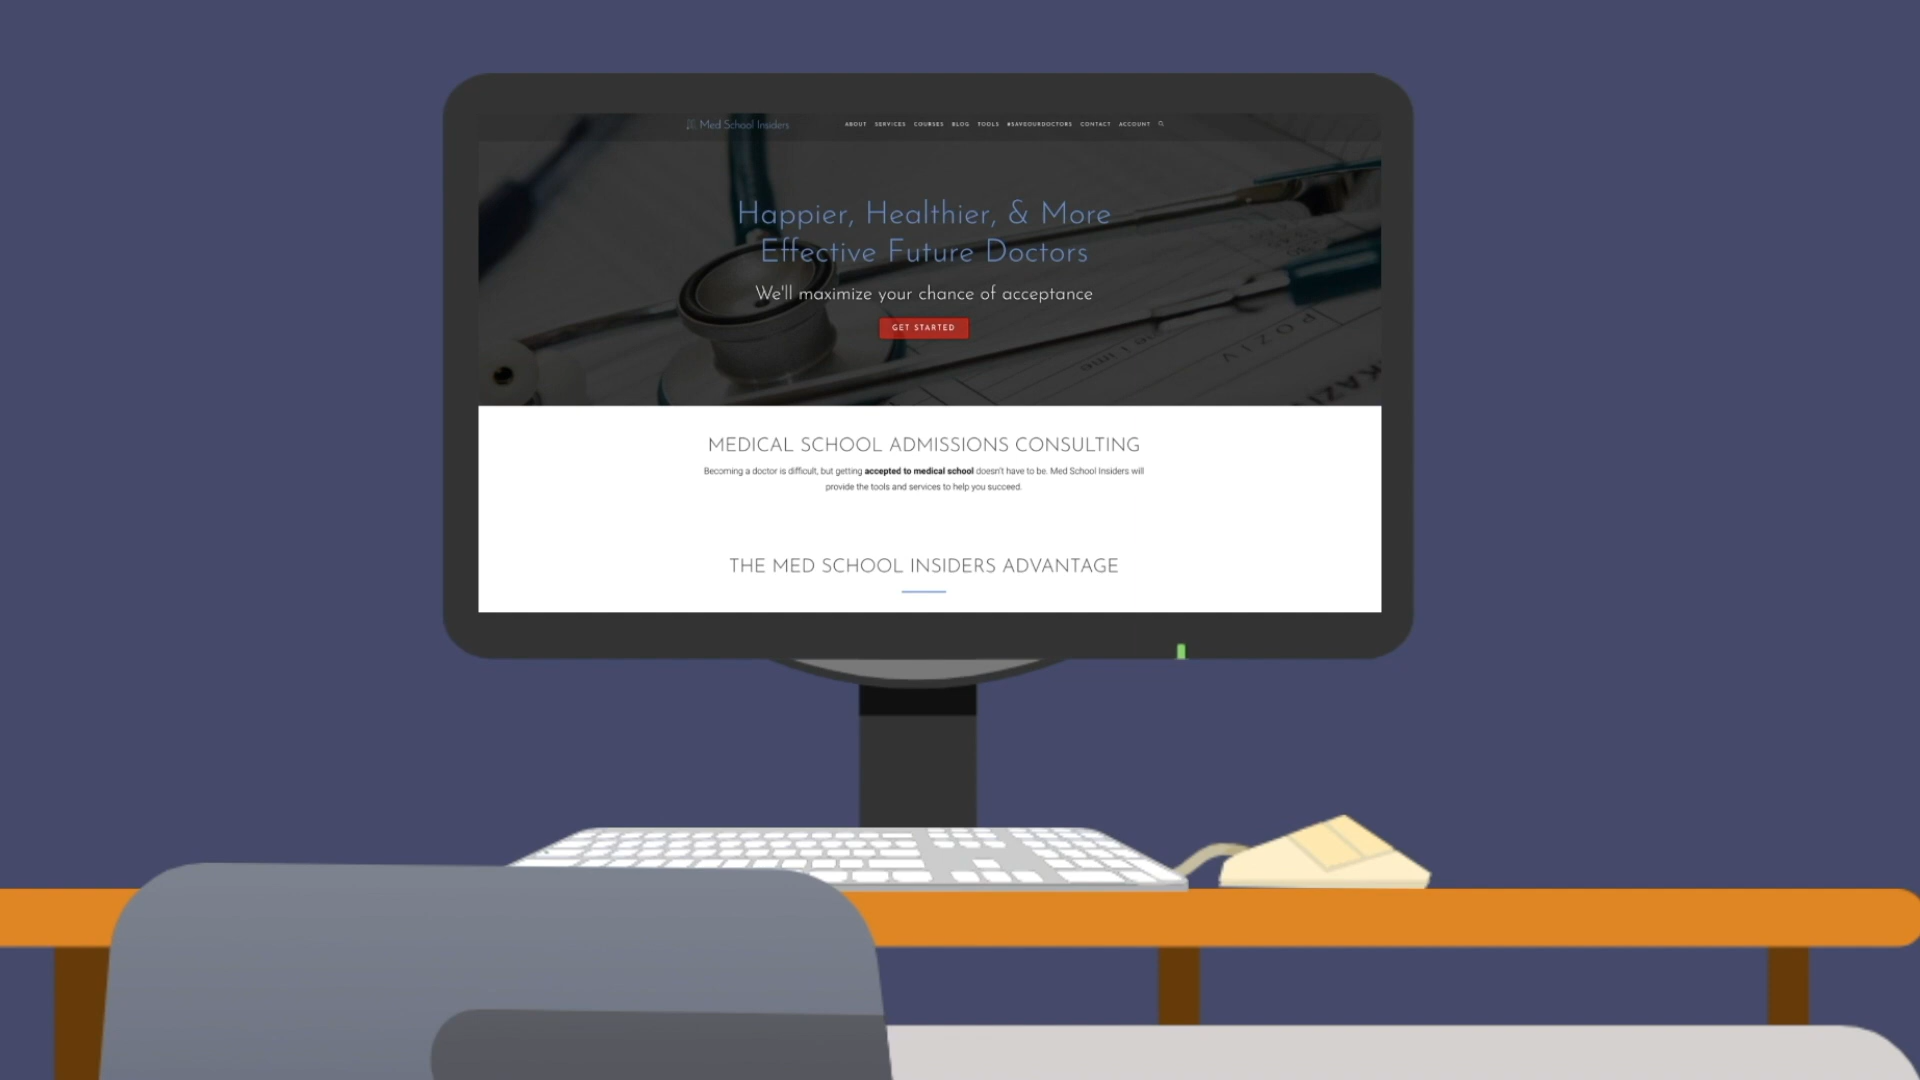 Med School Insiders
ABOUT SERVICES COURSES BLOG TOOLS #SAVEOURDOCTORS CONTACT ACCOUNT
Happier, Healthier, & More
Effective Future Doctors
We'll maximize your chance of acceptance
GET STARTED
POZIV
MEDICAL SCHOOL ADMISSIONS CONSULTING
Becoming a doctor is difficult, but getting accepted to medical school doesn't have to be. Med School Insiders will
provide the tools and services to help you succeed.
THE MED SCHOOL INSIDERS ADVANTAGE